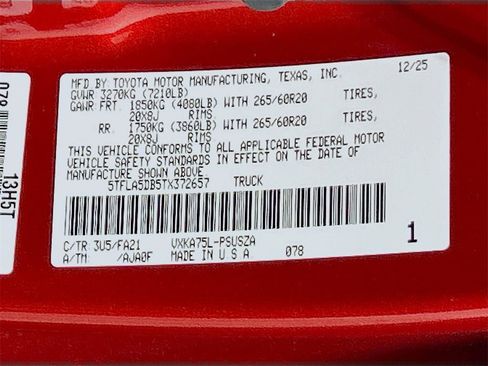 MFD BY: TOYOTA MOTOR MANUFACTURING, TEXAS, INC. 12/25
GVWR 3270KG (7210LB)
GAWR FRT. 1850KG (4080LB) WITH 265/60R20 TIRES,
20X8J RIMS.
RR. 1750KG (3860LB) WITH 265/60R20 TIRES,
20X8J RIMS.
THIS VEHICLE CONFORMS TO ALL APPLICABLE FEDERAL MOTOR
VEHICLE SAFETY STANDARDS IN EFFECT ON THE DATE OF
MANUFACTURE SHOWN ABOVE.
5TFLA5DB5TX372657 TRUCK
C/TR: 3U5/FA21 VXKA75L-PSUSZA 1
A/TM: /AJA0F MADE IN U S A 078
078
13H5T